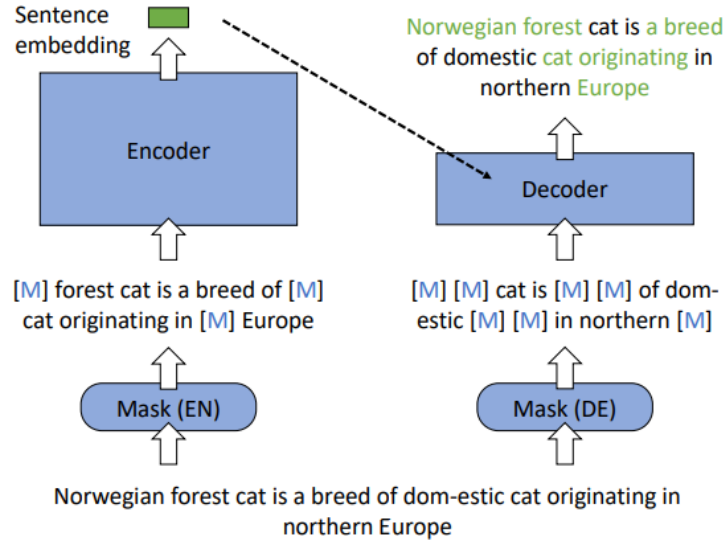 Sentence
embedding
Norwegian forest cat is a breed
of domestic cat originating in
northern Europe
Encoder
Decoder
[M] forest cat is a breed of [M]
cat originating in [M] Europe
[M] [M] cat is [M] [M] of dom-
estic [M] [M] in northern [M]
Mask (EN)
Mask (DE)
Norwegian forest cat is a breed of dom-estic cat originating in
northern Europe